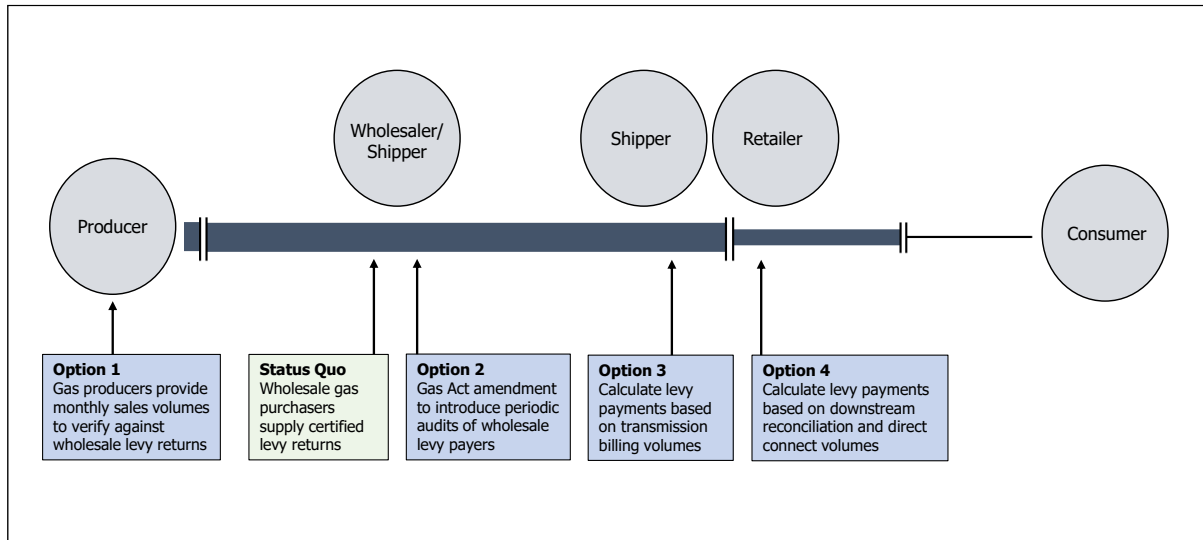 Wholesaler/
Shipper
Shipper
Retailer
Producer
Consumer
Option 1
Gas producers provide
monthly sales volumes
to verify against
wholesale levy returns
Status Quo
Wholesale gas
purchasers
supply certified
levy returns
Option 2
Gas Act amendment
to introduce periodic
audits of wholesale
levy payers
Option 3
Calculate levy
payments based
on transmission
billing volumes
Option 4
Calculate levy payments
based on downstream
reconciliation and direct
connect volumes